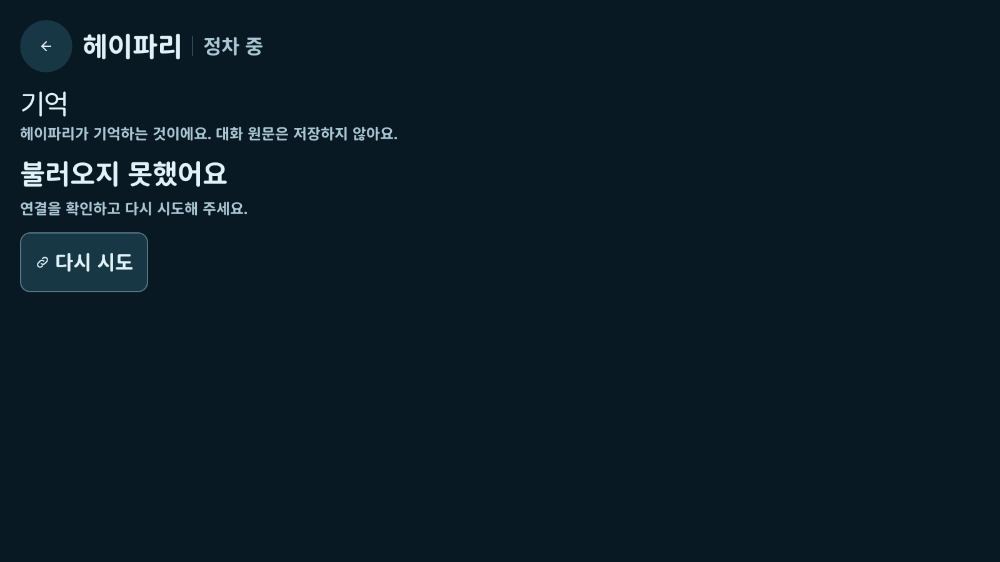 헤이파리 정차 중
기억
헤이파리가 기억하는 것이에요. 대화 원문은 저장하지 않아요.
불러오지 못했어요
연결을 확인하고 다시 시도해 주세요.
다시 시도